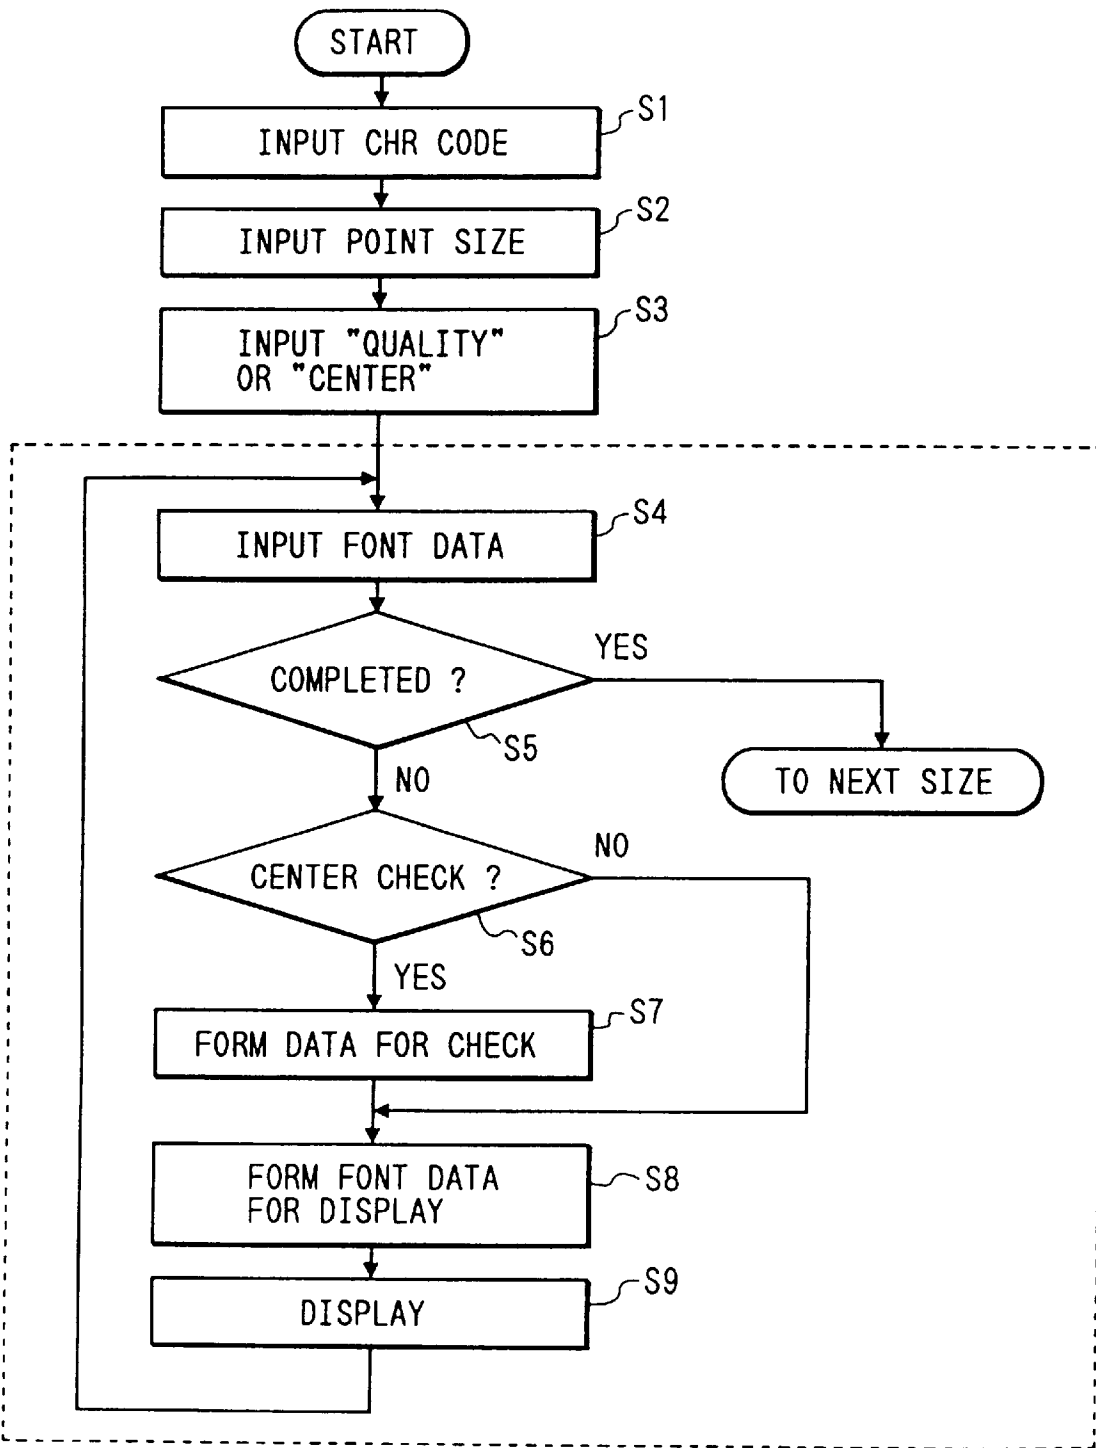 START
S1
INPUT CHR CODE
S2
INPUT POINT SIZE
S3
INPUT "QUALITY"
OR "CENTER"
S4
INPUT FONT DATA
YES
COMPLETED ?
S5
NO
TO NEXT SIZE
NO
CENTER CHECK ?
S6
YES
S7
FORM DATA FOR CHECK
S8
FORM FONT DATA
FOR DISPLAY
S9
DISPLAY